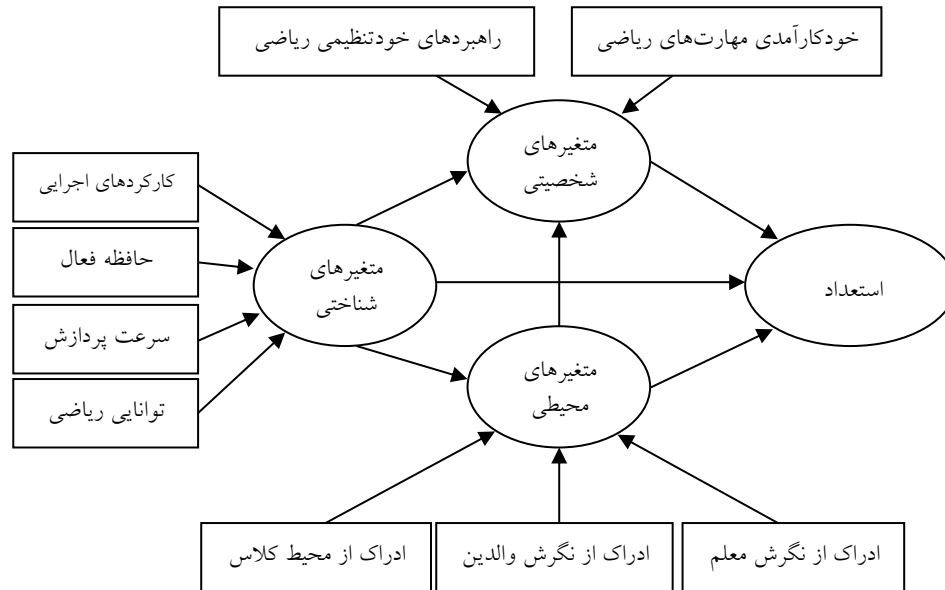 خودکارآمدی مهارت‌های ریاضی
راهبردهای خودتنظیمی ریاضی
متغیرهای
شخصیتی
کارکردهای اجرایی
حافظه فعال
سرعت پردازش
توانایی ریاضی
متغیرهای
شناختی
استعداد
متغیرهای
محیطی
ادراک از نگرش معلم
ادراک از نگرش والدین
ادراک از محیط کلاس